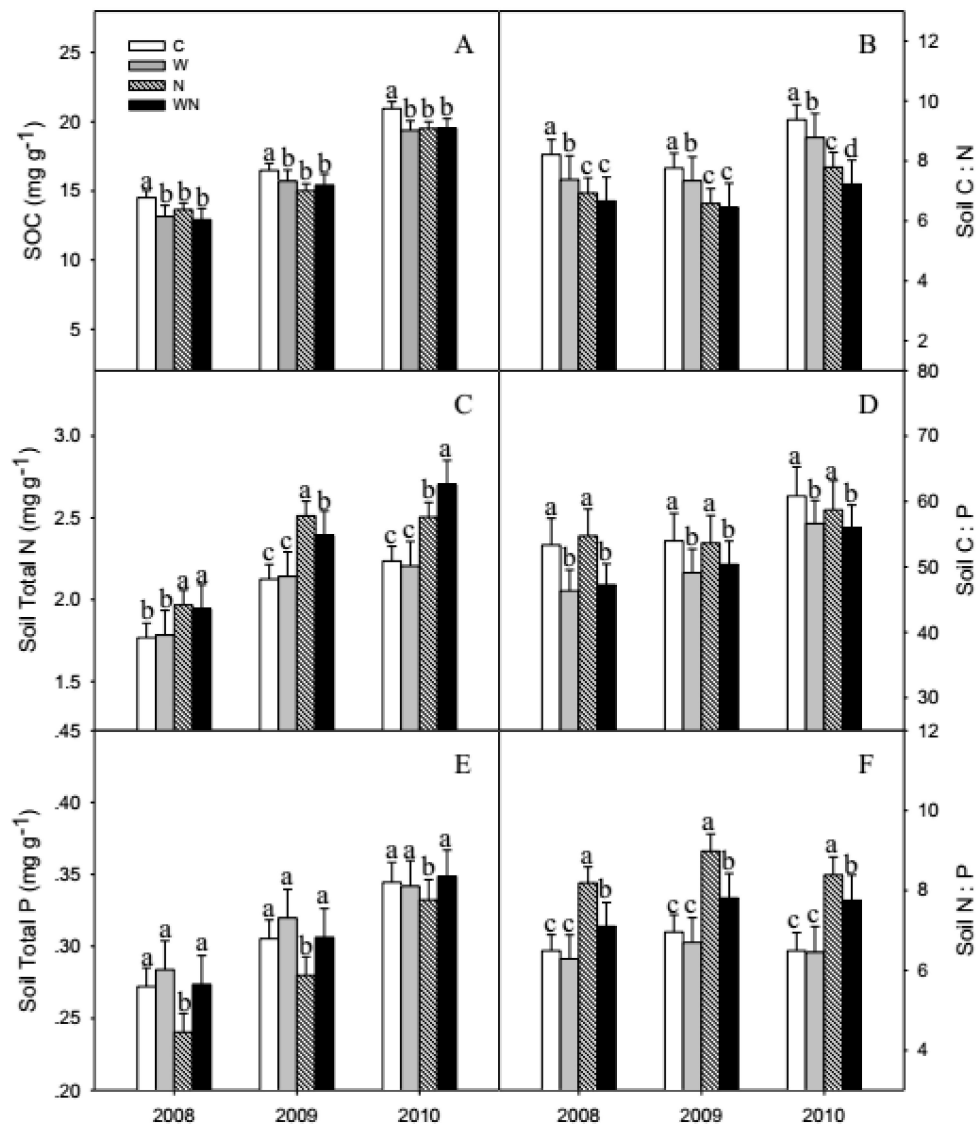 A
C
W
N
WN
25
20
15
10
5
SOC (mg g⁻¹)
a b b b
a b b b
a b b b
B
12
10
8
6
4
2
Soil C : N
a b c c
a b c c
a b c d
C
3.0
2.5
2.0
1.5
Soil Total N (mg g⁻¹)
b b a a
c c a b
c c b a
D
80
70
60
50
40
30
Soil C : P
a b a b
a b a b
a b a b
E
.45
.40
.35
.30
.25
.20
Soil Total P (mg g⁻¹)
a a b a
a a b a
a a b a
2008 2009 2010
F
12
10
8
6
4
Soil N : P
c c a b
c c a b
c c a b
2008 2009 2010